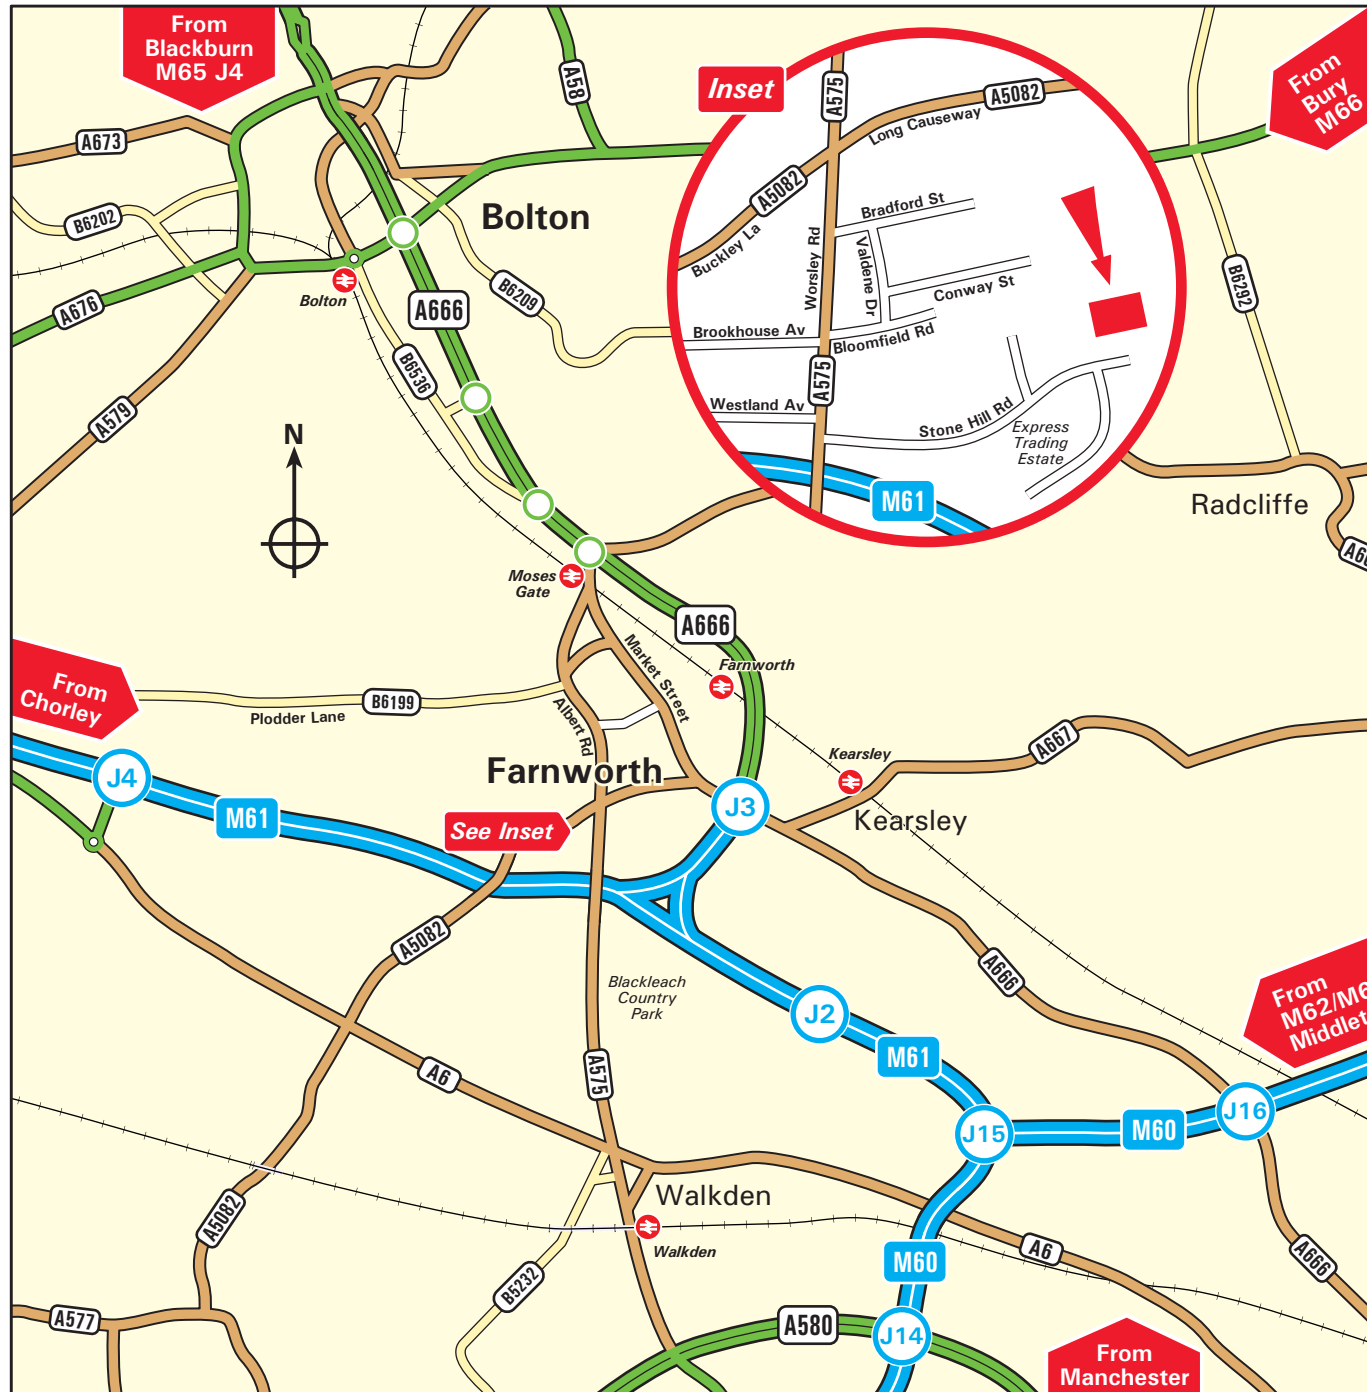 From
Blackburn
M65 J4
A58
Inset
A575
A5082
Long Causeway
From
Bury
M66
A673
B6202
Bolton
A5082
Buckley La
Bradford St
Worsley Rd
Valdene Dr
Conway St
B6292
A676
Bolton
A666
B6209
Brookhouse Av
Bloomfield Rd
B6536
A575
A579
Westland Av
Stone Hill Rd
Express
Trading
Estate
N
M61
Radcliffe
Moses
Gate
A666
Market Street
Farnworth
From
Chorley
B6199
Plodder Lane
Albert Rd
A667
Kearsley
J4
Farnworth
M61
See Inset
J3
Kearsley
A5082
A666
Blackleach
Country
Park
J2
From
M62/M6
Middlet
M61
A6
A575
J15
M60
J16
Walkden
A5082
Walkden
A6
M60
A666
B5232
A577
A580
J14
From
Manchester